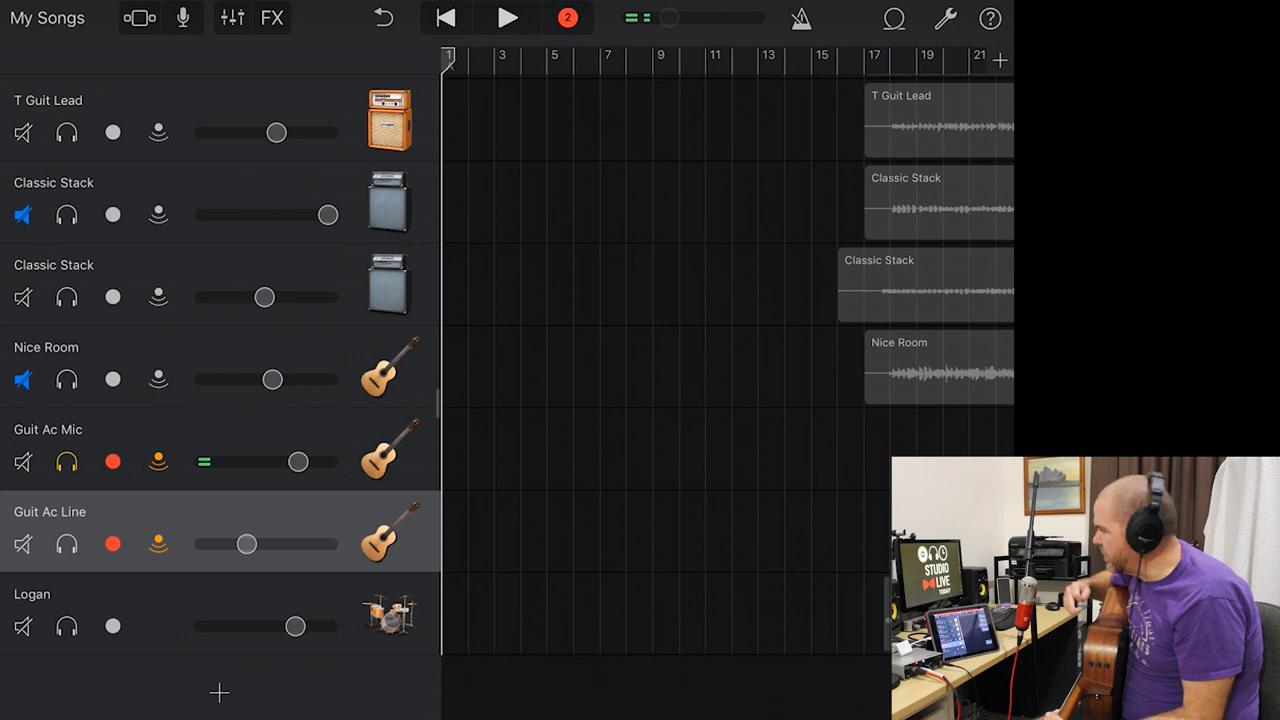 My Songs FX 2
1 3 5 7 9 11 13 15 17 19 21
T Guit Lead
T Guit Lead
Classic Stack
Classic Stack
Classic Stack
Classic Stack
Nice Room
Nice Room
Guit Ac Mic
Guit Ac Line
Logan
STUDIO
LIVE
TODAY